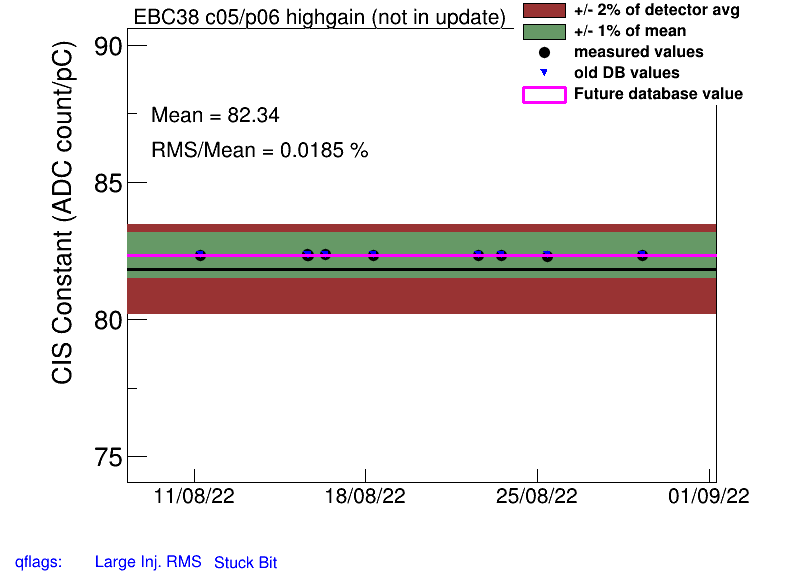 EBC38 c05/p06 highgain (not in update)
+/- 2% of detector avg
+/- 1% of mean
measured values
old DB values
Future database value
Mean = 82.34
RMS/Mean = 0.0185 %
CIS Constant (ADC count/pC)
90
85
80
75
11/08/22 18/08/22 25/08/22 01/09/22
qflags: Large Inj. RMS Stuck Bit